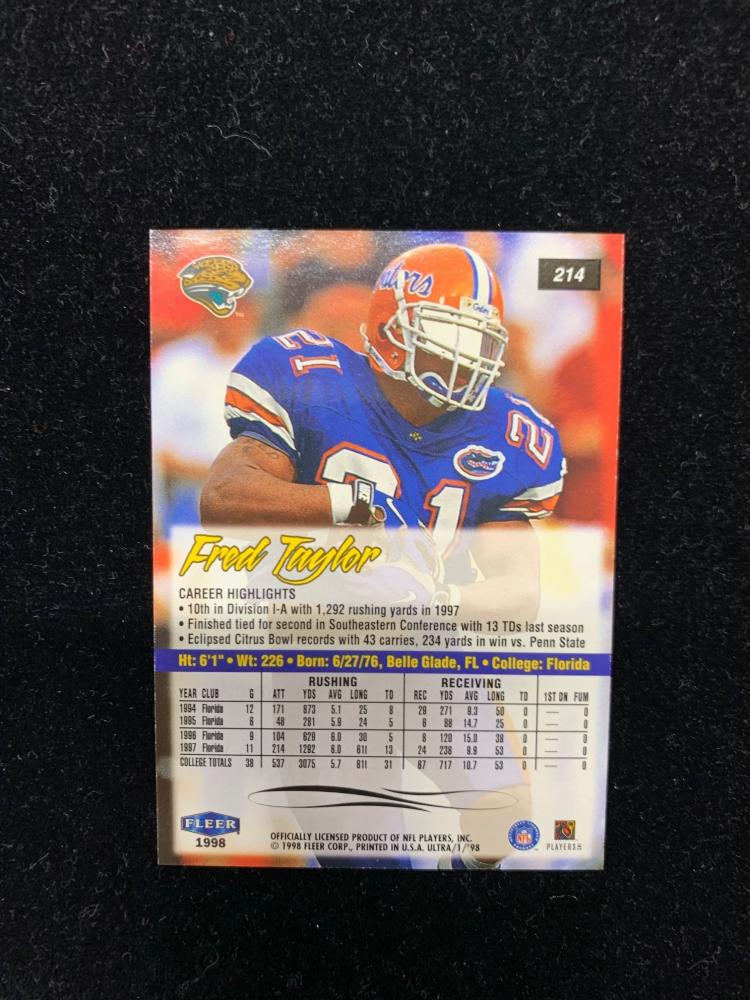 214
Gators
Gators
21
21
21
TM
Fred Taylor
CAREER HIGHLIGHTS
• 10th in Division I-A with 1,292 rushing yards in 1997
• Finished tied for second in Southeastern Conference with 13 TDs last season
• Eclipsed Citrus Bowl records with 43 carries, 234 yards in win vs. Penn State
Ht: 6'1" • Wt: 226 • Born: 6/27/76, Belle Glade, FL • College: Florida
RUSHING RECEIVING
YEAR CLUB G ATT YDS AVG LONG TD REC YDS AVG LONG TD 1ST DN FUM
1994 Florida 12 171 873 5.1 25 8 29 271 9.3 50 0 — 0
1995 Florida 6 48 281 5.9 24 5 6 88 14.7 25 0 — 0
1996 Florida 9 104 629 6.0 30 5 8 120 15.0 38 0 — 0
1997 Florida 11 214 1292 6.0 61t 13 24 238 9.9 53 0 — 0
COLLEGE TOTALS 38 537 3075 5.7 61t 31 67 717 10.7 53 0 — 0
FLEER
1998
OFFICIALLY LICENSED PRODUCT OF NFL PLAYERS, INC.
© 1998 FLEER CORP., PRINTED IN U.S.A. ULTRA/1/'98
NFL
PLAYERS INC